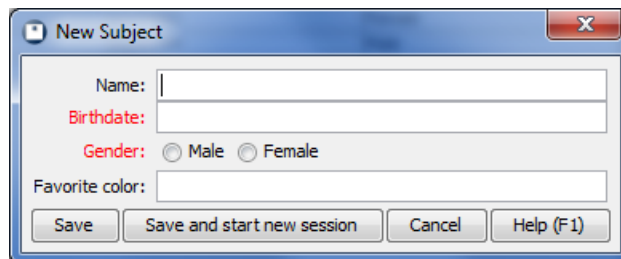 New Subject
Name:
Birthdate:
Gender: Male Female
Favorite color:
Save Save and start new session Cancel Help (F1)